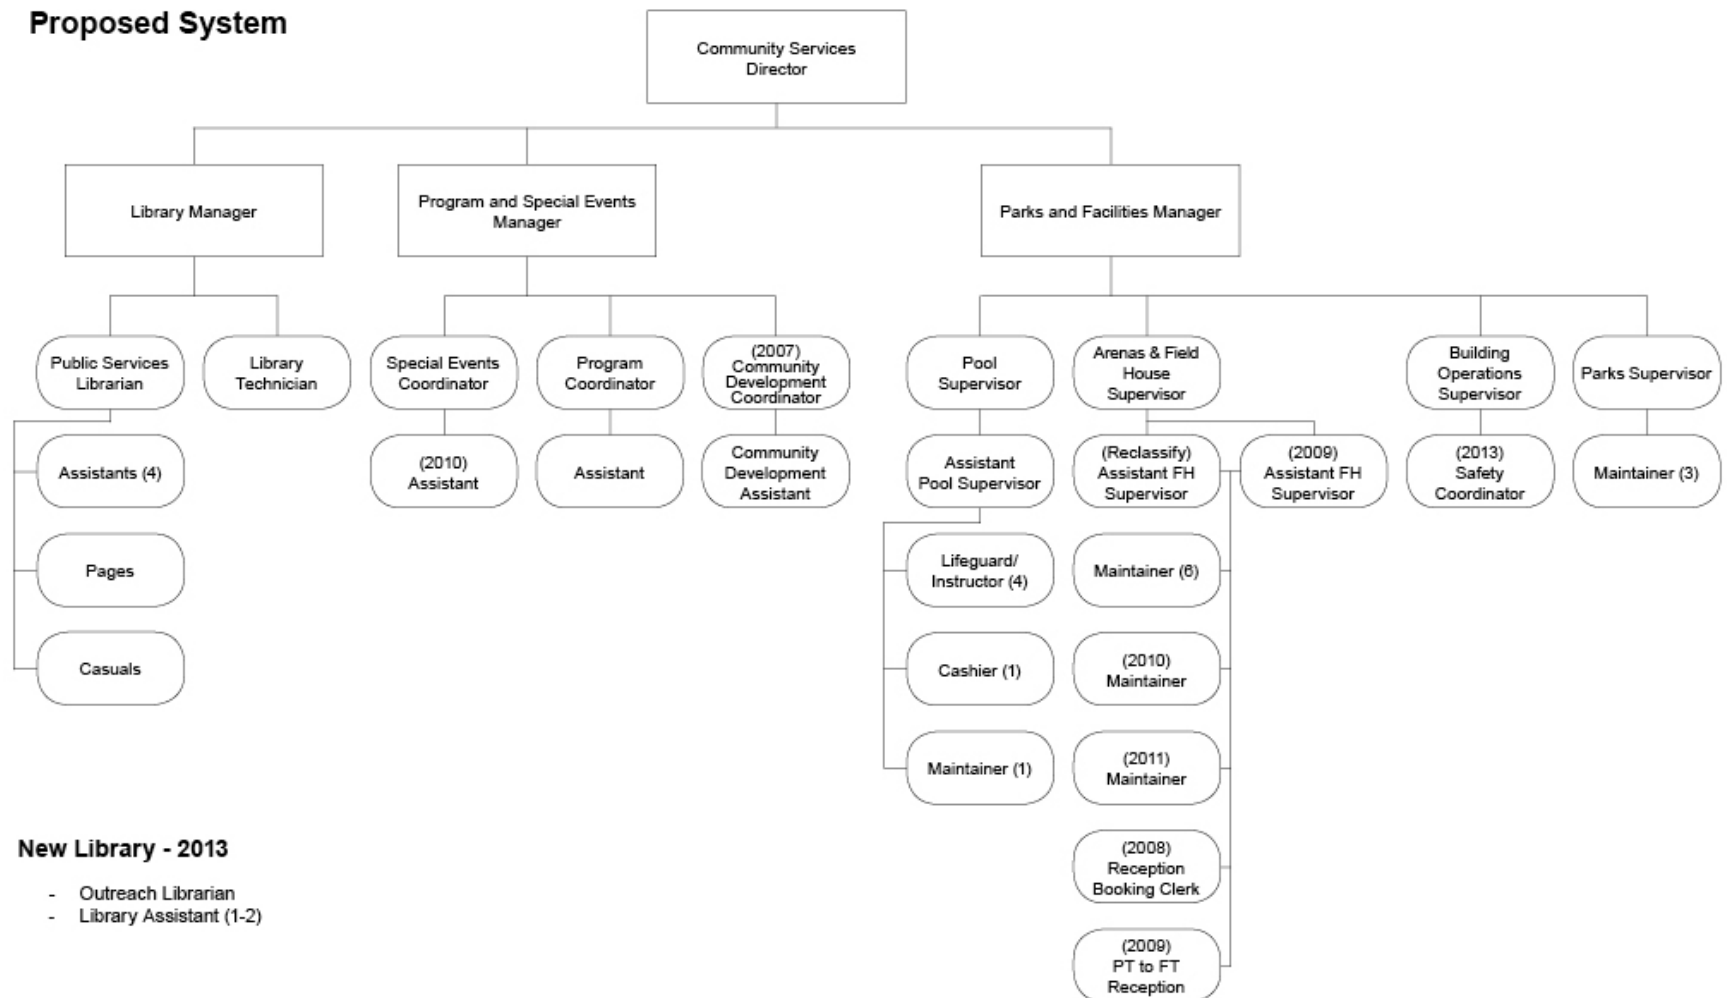 Proposed System
Community Services
Director
Library Manager
Program and Special Events
Manager
Parks and Facilities Manager
Public Services
Librarian
Library
Technician
Special Events
Coordinator
Program
Coordinator
(2007)
Community
Development
Coordinator
Pool
Supervisor
Arenas & Field
House
Supervisor
Building
Operations
Supervisor
Parks Supervisor
Assistants (4)
(2010)
Assistant
Assistant
Community
Development
Assistant
Assistant
Pool Supervisor
(Reclassify)
Assistant FH
Supervisor
(2009)
Assistant FH
Supervisor
(2013)
Safety
Coordinator
Maintainer (3)
Pages
Lifeguard/
Instructor (4)
Maintainer (6)
Casuals
Cashier (1)
(2010)
Maintainer
Maintainer (1)
(2011)
Maintainer
(2008)
Reception
Booking Clerk
(2009)
PT to FT
Reception
New Library - 2013
- Outreach Librarian
- Library Assistant (1-2)